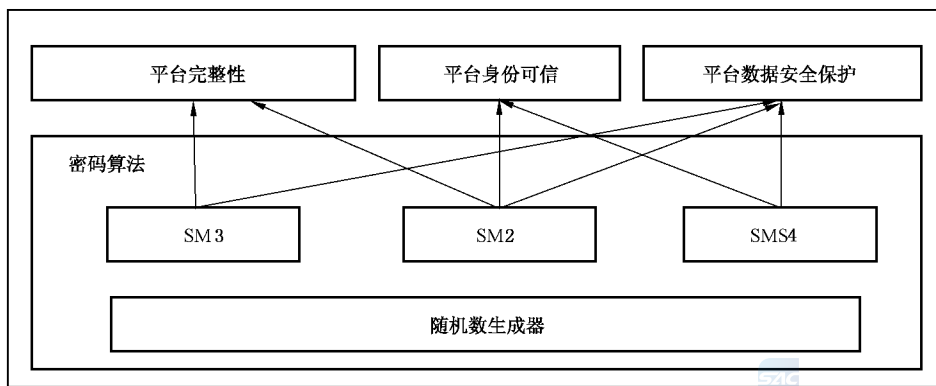 平台完整性
平台身份可信
平台数据安全保护
密码算法
SM3
SM2
SMS4
随机数生成器
SZIC